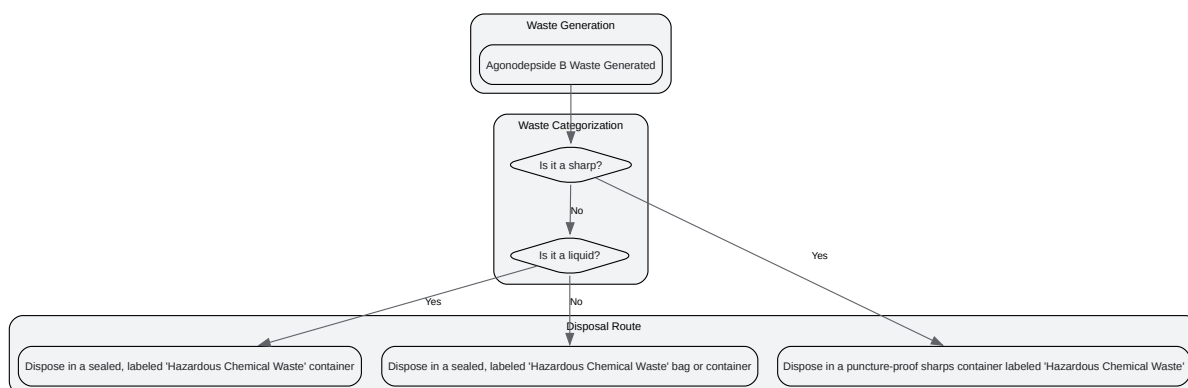 Waste Generation
Agonodepside B Waste Generated
Waste Categorization
Is it a sharp?
No
Is it a liquid?
Yes
Yes
No
Disposal Route
Dispose in a sealed, labeled 'Hazardous Chemical Waste' container
Dispose in a sealed, labeled 'Hazardous Chemical Waste' bag or container
Dispose in a puncture-proof sharps container labeled 'Hazardous Chemical Waste'